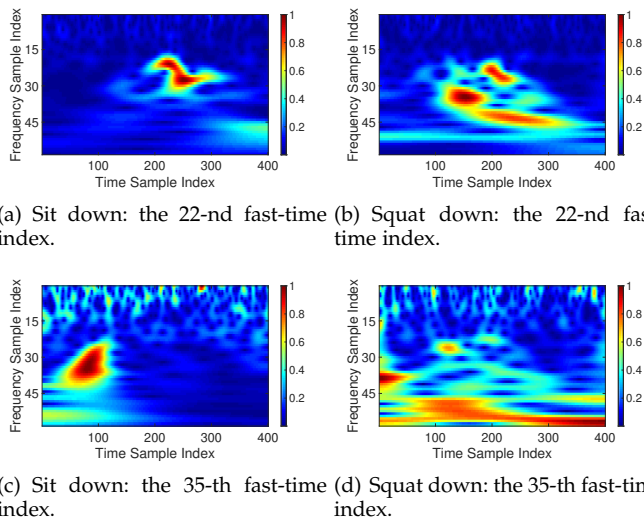 1
15
0.8
0.6
30
0.4
45
0.2
100 200 300 400
Frequency Sample Index
Time Sample Index
1
15
0.8
0.6
30
0.4
45
0.2
100 200 300 400
Frequency Sample Index
Time Sample Index
(a) Sit down: the 22-nd fast-time
index.
(b) Squat down: the 22-nd fas
time index.
1
15
0.8
0.6
30
0.4
45
0.2
100 200 300 400
Frequency Sample Index
Time Sample Index
1
15
0.8
0.6
30
0.4
45
0.2
100 200 300 400
Frequency Sample Index
Time Sample Index
(c) Sit down: the 35-th fast-time
index.
(d) Squat down: the 35-th fast-tim
index.